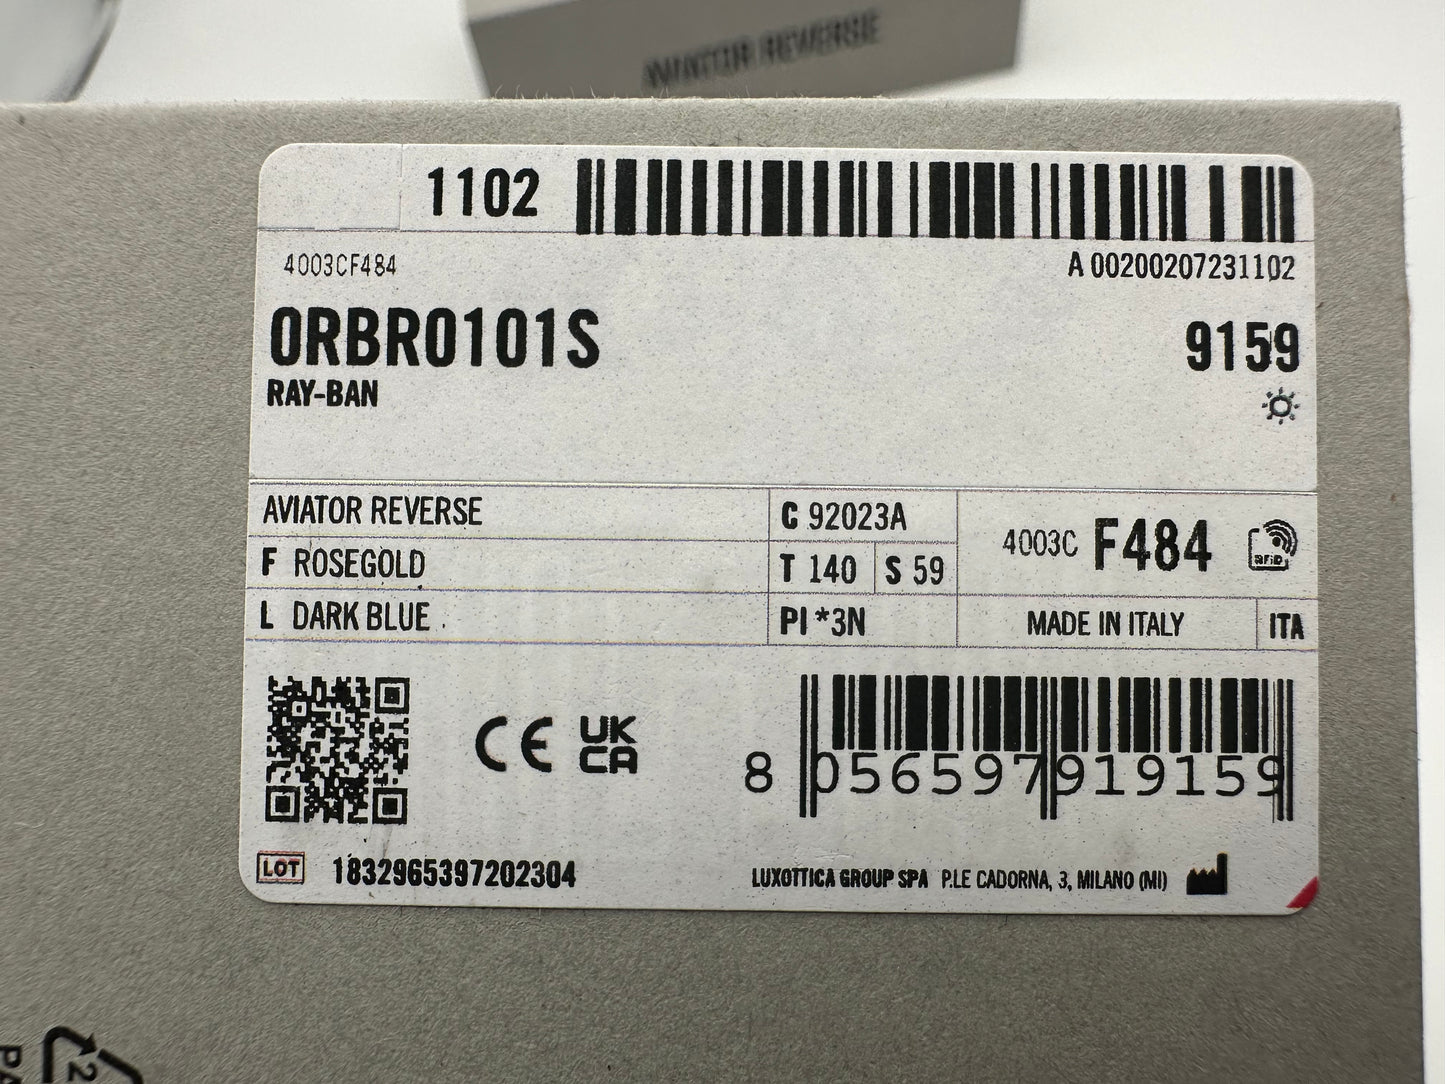 AVIATOR REVERSE
1102
4003CF484
A 00200207231102
0RBR0101S
9159
RAY-BAN
AVIATOR REVERSE
C 92023A
4003C F484
RFID
F ROSEGOLD
T 140
S 59
L DARK BLUE
PI *3N
MADE IN ITALY
ITA
CE
UK
CA
8 056597 919159
LOT
1832965397202304
LUXOTTICA GROUP SPA P.LE CADORNA, 3, MILANO (MI)
2